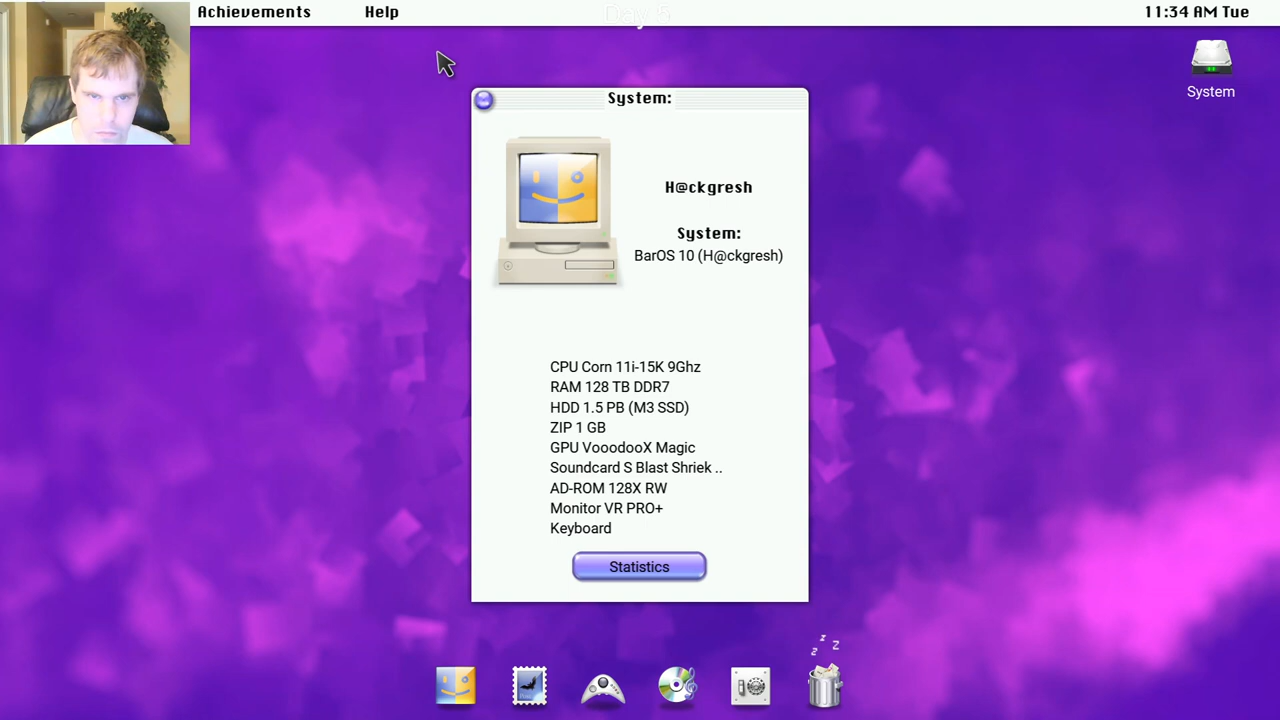 Achievements
Help
Day 5
11:34 AM Tue
System
System:
H@ckgresh
System:
BarOS 10 (H@ckgresh)
CPU Corn 11i-15K 9Ghz
RAM 128 TB DDR7
HDD 1.5 PB (M3 SSD)
ZIP 1 GB
GPU VooodooX Magic
Soundcard S Blast Shriek ..
AD-ROM 128X RW
Monitor VR PRO+
Keyboard
Statistics
z
z
z